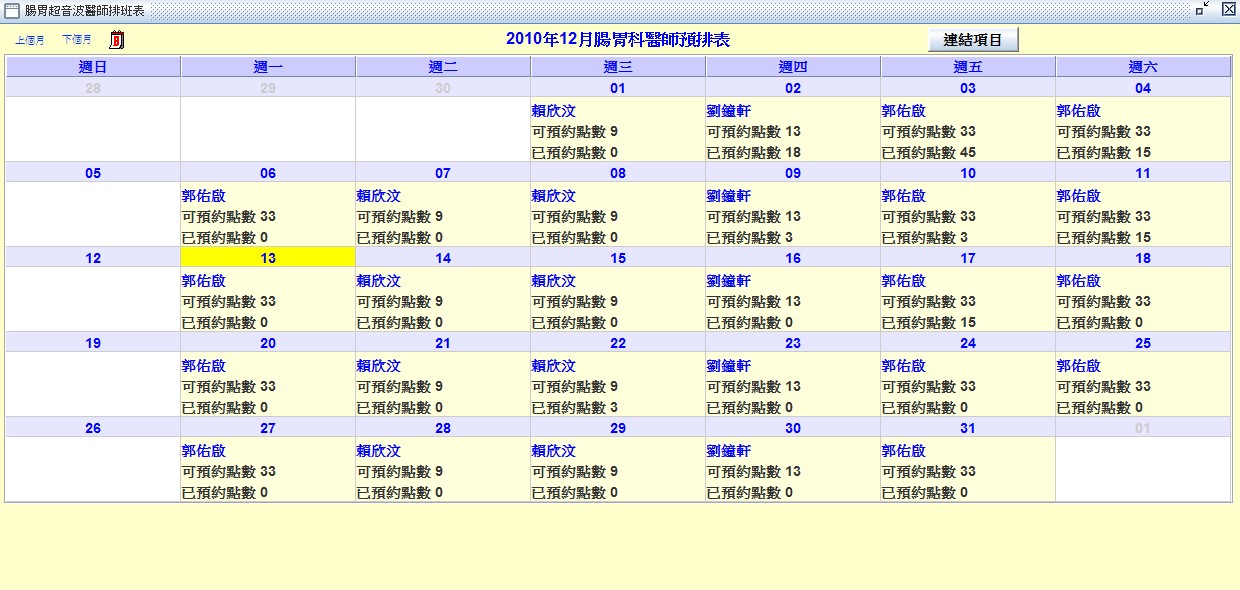 腸胃超音波醫師排班表
上個月 下個月 2010年12月腸胃科醫師預排表 連結項目
週日 週一 週二 週三 週四 週五 週六
28 29 30 01 02 03 04
賴欣汶 劉鐘軒 郭佑啟 郭佑啟
可預約點數 9 可預約點數 13 可預約點數 33 可預約點數 33
已預約點數 0 已預約點數 18 已預約點數 45 已預約點數 15
05 06 07 08 09 10 11
郭佑啟 賴欣汶 賴欣汶 劉鐘軒 郭佑啟 郭佑啟
可預約點數 33 可預約點數 9 可預約點數 9 可預約點數 13 可預約點數 33 可預約點數 33
已預約點數 0 已預約點數 0 已預約點數 0 已預約點數 3 已預約點數 3 已預約點數 15
12 13 14 15 16 17 18
郭佑啟 賴欣汶 賴欣汶 劉鐘軒 郭佑啟 郭佑啟
可預約點數 33 可預約點數 9 可預約點數 9 可預約點數 13 可預約點數 33 可預約點數 33
已預約點數 0 已預約點數 0 已預約點數 0 已預約點數 0 已預約點數 15 已預約點數 0
19 20 21 22 23 24 25
郭佑啟 賴欣汶 賴欣汶 劉鐘軒 郭佑啟 郭佑啟
可預約點數 33 可預約點數 9 可預約點數 9 可預約點數 13 可預約點數 33 可預約點數 33
已預約點數 0 已預約點數 0 已預約點數 3 已預約點數 0 已預約點數 0 已預約點數 0
26 27 28 29 30 31 01
郭佑啟 賴欣汶 賴欣汶 劉鐘軒 郭佑啟
可預約點數 33 可預約點數 9 可預約點數 9 可預約點數 13 可預約點數 33
已預約點數 0 已預約點數 0 已預約點數 0 已預約點數 0 已預約點數 0